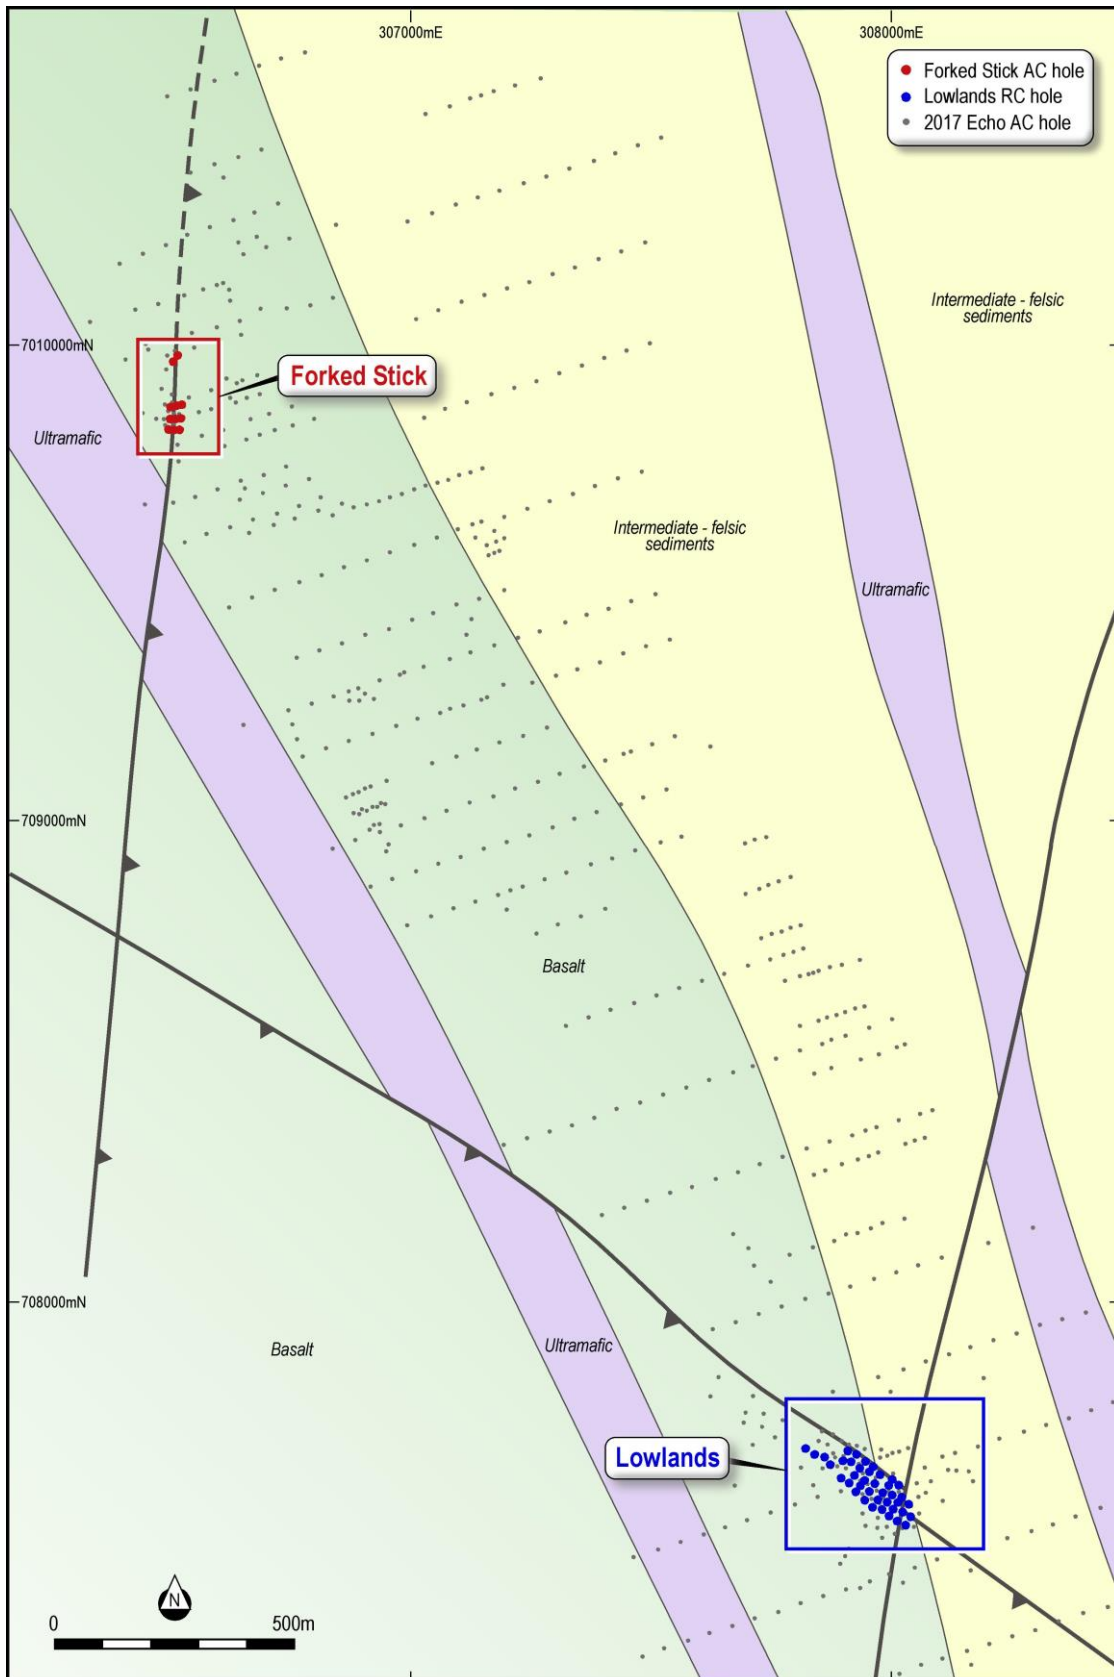 307000mE
308000mE
Forked Stick AC hole
Lowlands RC hole
2017 Echo AC hole
Intermediate - felsic
sediments
7010000mN
Forked Stick
Ultramafic
Intermediate - felsic
sediments
Ultramafic
709000mN
Basalt
708000mN
Basalt
Ultramafic
Lowlands
N
0
500m